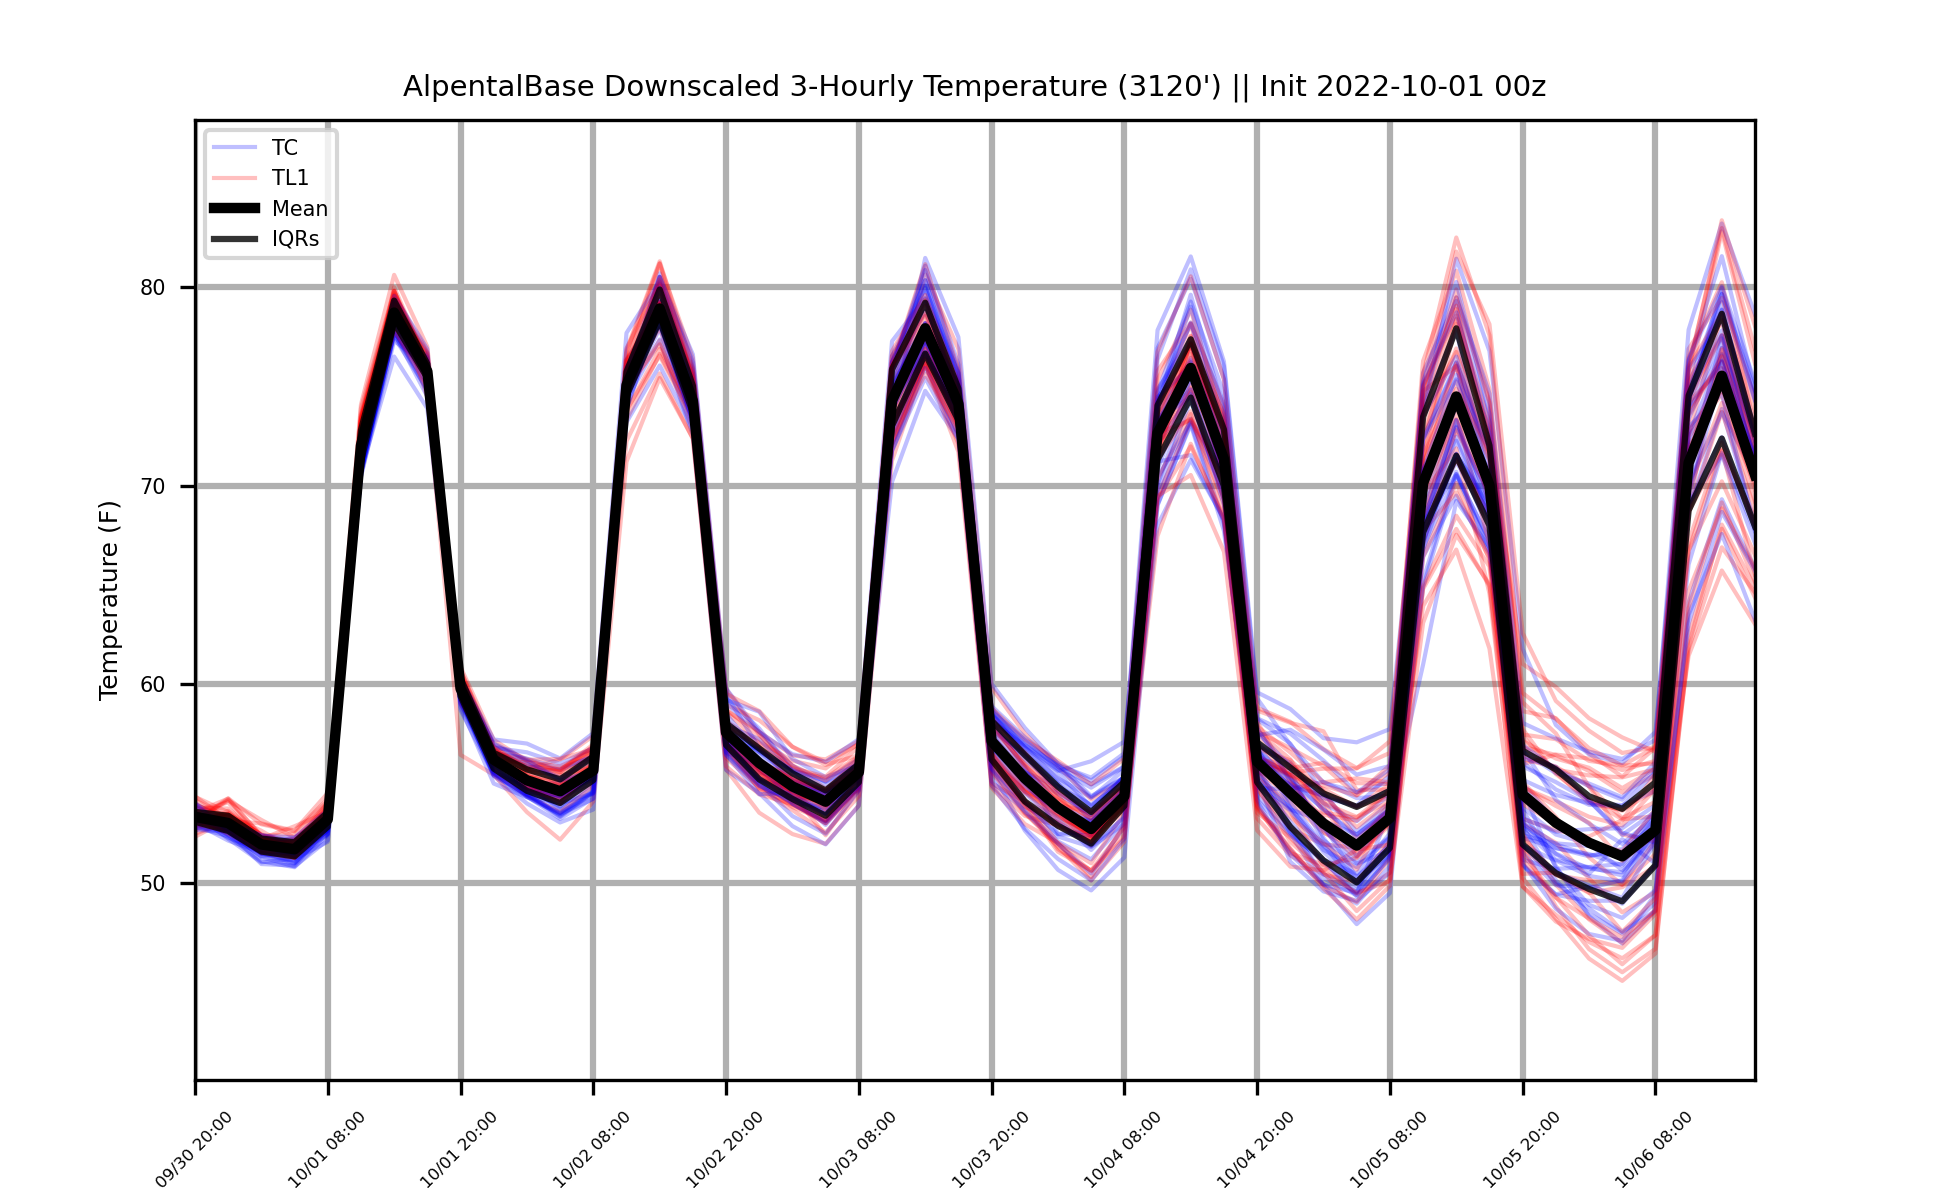 AlpentalBase Downscaled 3-Hourly Temperature (3120') || Init 2022-10-01 00z
TC
TL1
Mean
IQRs
Temperature (F)
80
70
60
50
09/30 20:00
10/01 08:00
10/01 20:00
10/02 08:00
10/02 20:00
10/03 08:00
10/03 20:00
10/04 08:00
10/04 20:00
10/05 08:00
10/05 20:00
10/06 08:00